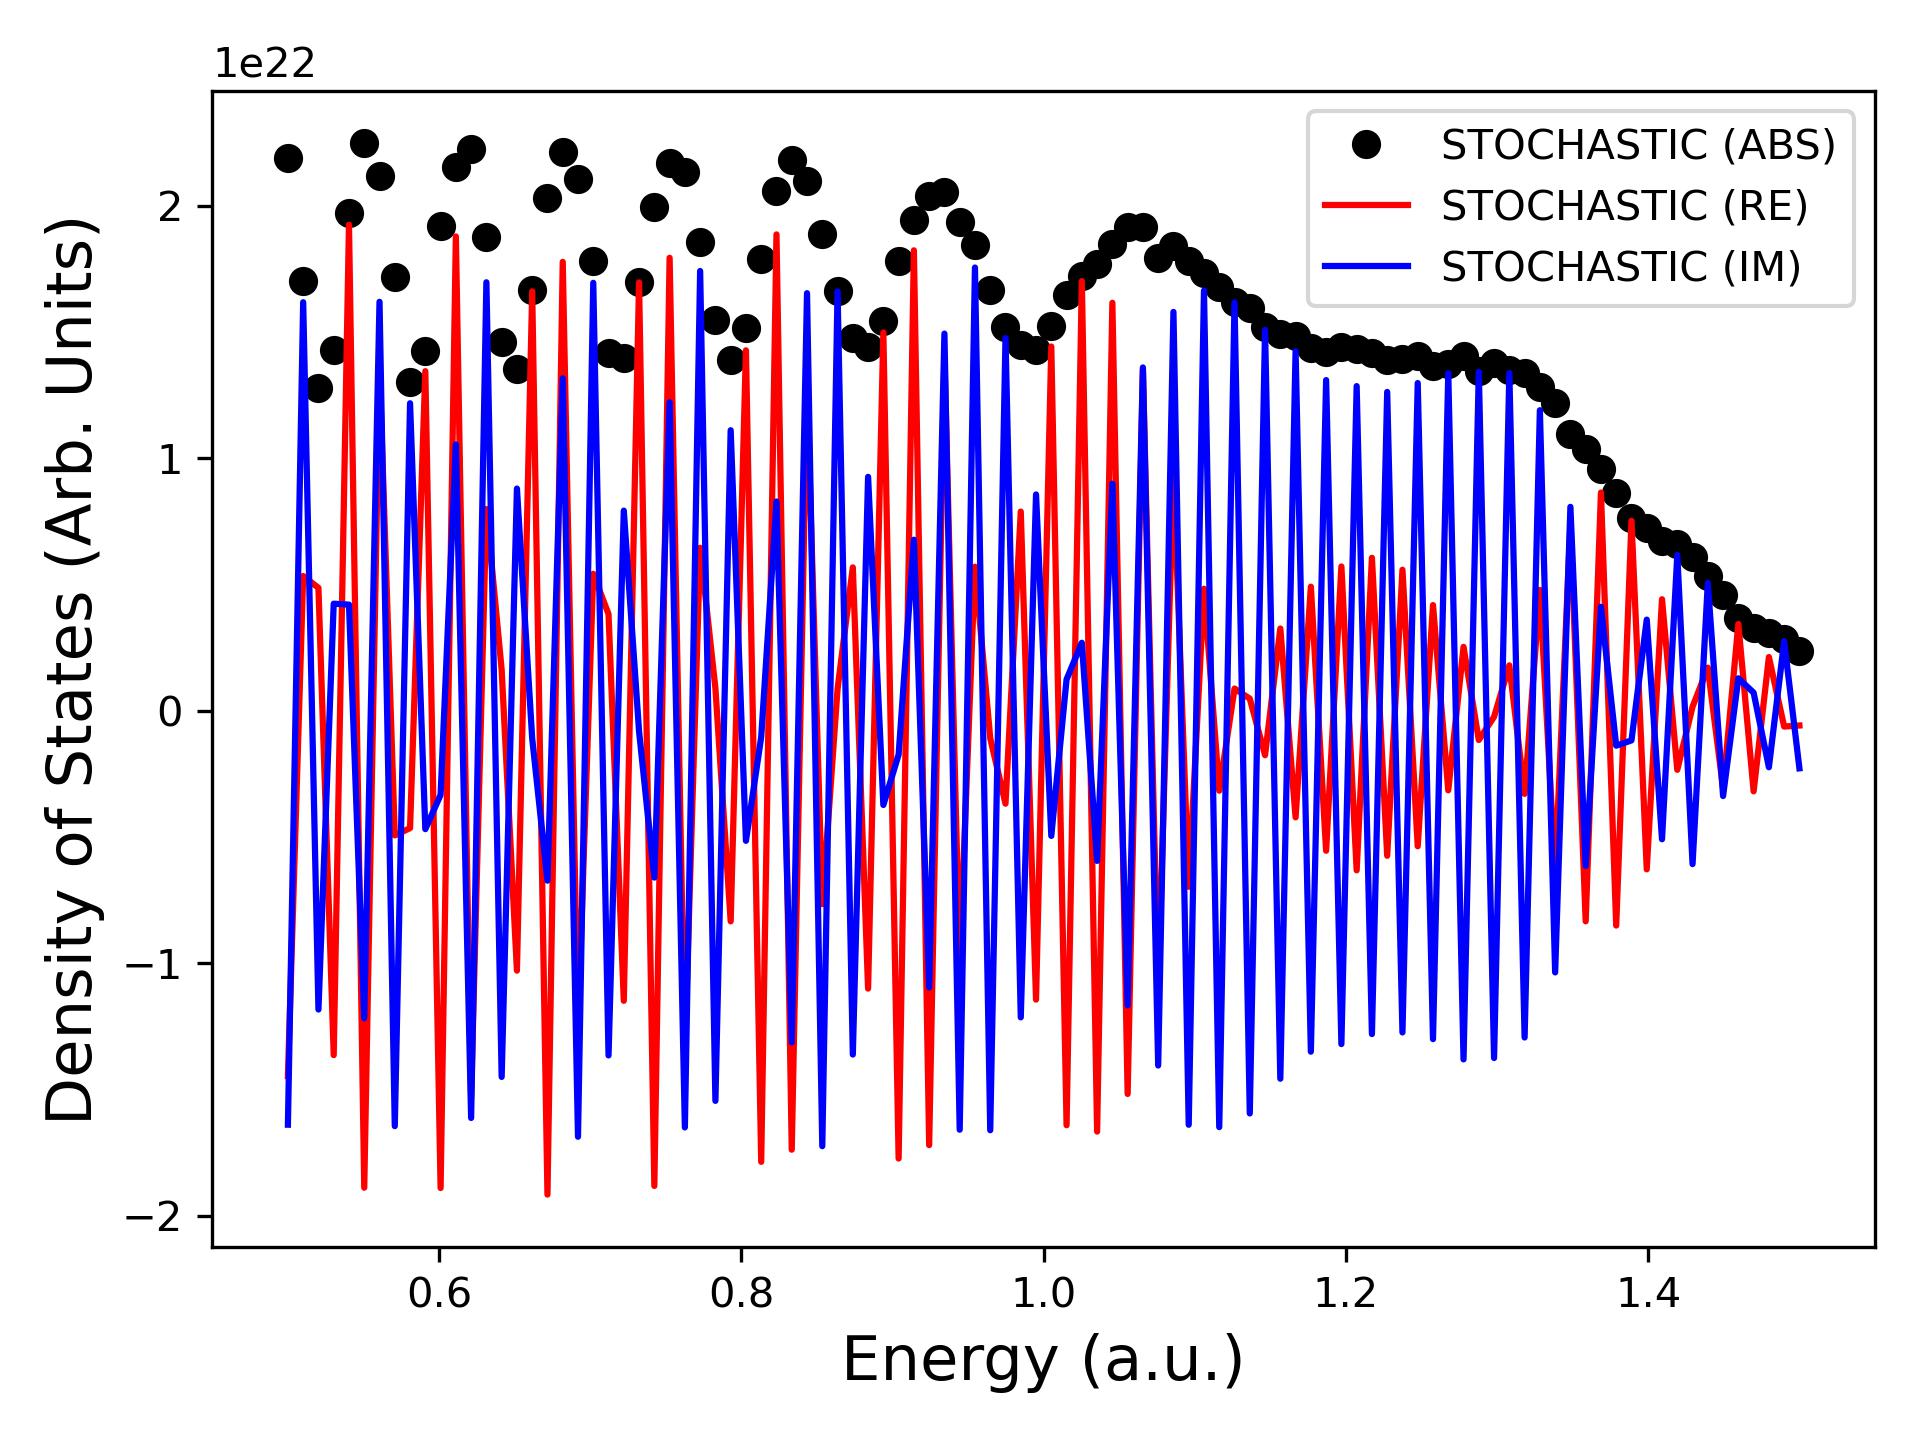 1e22
STOCHASTIC (ABS)
STOCHASTIC (RE)
STOCHASTIC (IM)
Density of States (Arb. Units)
2
1
0
−1
−2
0.6 0.8 1.0 1.2 1.4
Energy (a.u.)